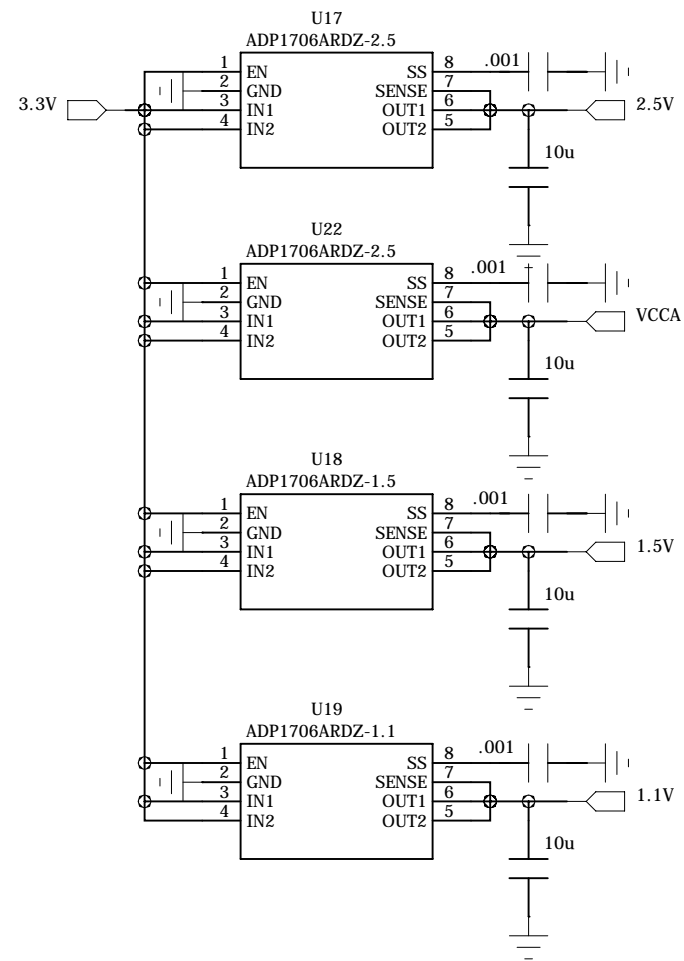 U17
ADP1706ARDZ-2.5
1 EN SS 8 .001
2 GND SENSE 7
3.3V 3 IN1 OUT1 6 2.5V
4 IN2 OUT2 5
10u
U22
ADP1706ARDZ-2.5
1 EN SS 8 .001
2 GND SENSE 7
3 IN1 OUT1 6 VCCA
4 IN2 OUT2 5
10u
U18
ADP1706ARDZ-1.5
1 EN SS 8 .001
2 GND SENSE 7
3 IN1 OUT1 6 1.5V
4 IN2 OUT2 5
10u
U19
ADP1706ARDZ-1.1
1 EN SS 8 .001
2 GND SENSE 7
3 IN1 OUT1 6 1.1V
4 IN2 OUT2 5
10u